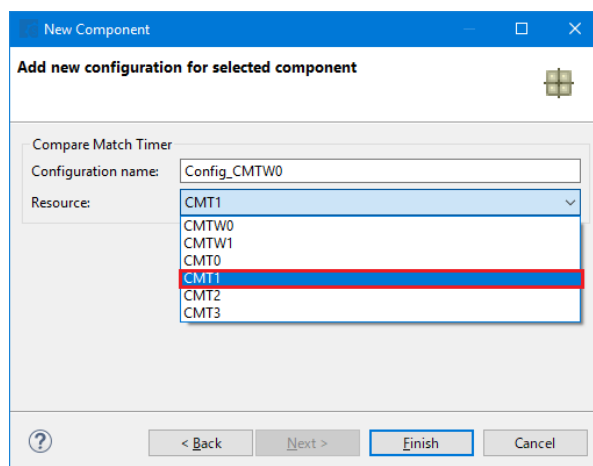 New Component
Add new configuration for selected component
Compare Match Timer
Configuration name: Config_CMTW0
Resource: CMT1
CMTW0
CMTW1
CMT0
CMT1
CMT2
CMT3
? < Back Next > Finish Cancel